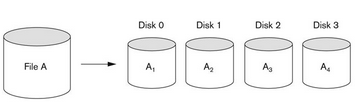 Disk 0 Disk 1 Disk 2 Disk 3
File A A₁ A₂ A₃ A₄